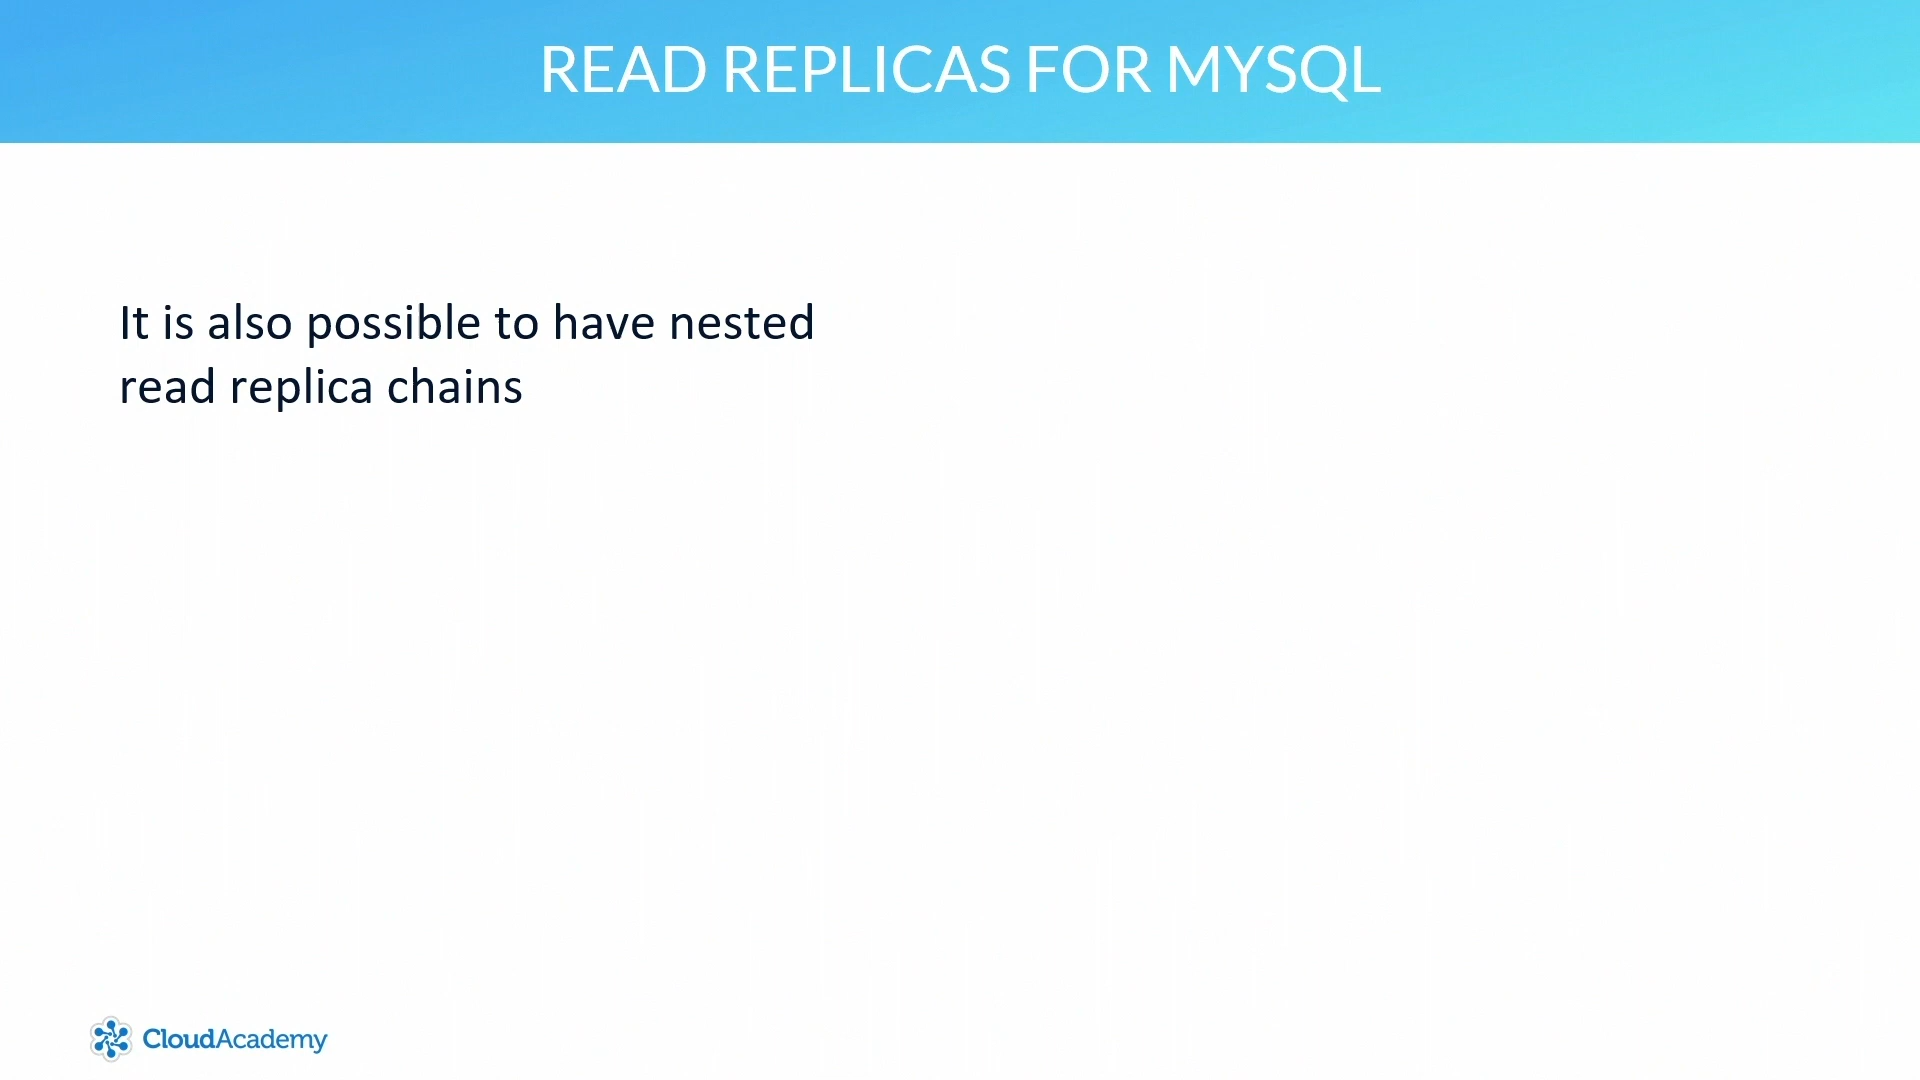 READ REPLICAS FOR MYSQL
It is also possible to have nested
read replica chains
CloudAcademy